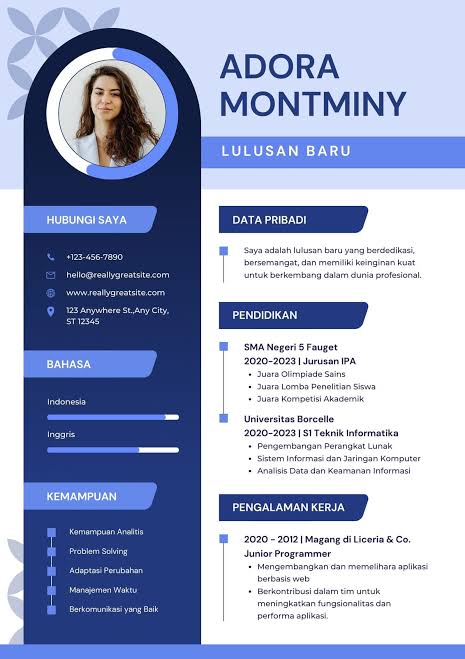 ADORA
MONTMINY
LULUSAN BARU
HUBUNGI SAYA
+123-456-7890
hello@reallygreatsite.com
www.reallygreatsite.com
123 Anywhere St.,Any City,
ST 12345
BAHASA
Indonesia
Inggris
KEMAMPUAN
Kemampuan Analitis
Problem Solving
Adaptasi Perubahan
Manajemen Waktu
Berkomunikasi yang Baik
DATA PRIBADI
Saya adalah lulusan baru yang berdedikasi,
bersemangat, dan memiliki keinginan kuat
untuk berkembang dalam dunia profesional.
PENDIDIKAN
SMA Negeri 5 Fauget
2020-2023 | Jurusan IPA
• Juara Olimpiade Sains
• Juara Lomba Penelitian Siswa
• Juara Kompetisi Akademik
Universitas Borcelle
2020-2023 | S1 Teknik Informatika
• Pengembangan Perangkat Lunak
• Sistem Informasi dan Jaringan Komputer
• Analisis Data dan Keamanan Informasi
PENGALAMAN KERJA
2020 - 2012 | Magang di Liceria & Co.
Junior Programmer
• Mengembangkan dan memelihara aplikasi
berbasis web
• Berkontribusi dalam tim untuk
meningkatkan fungsionalitas dan
performa aplikasi.